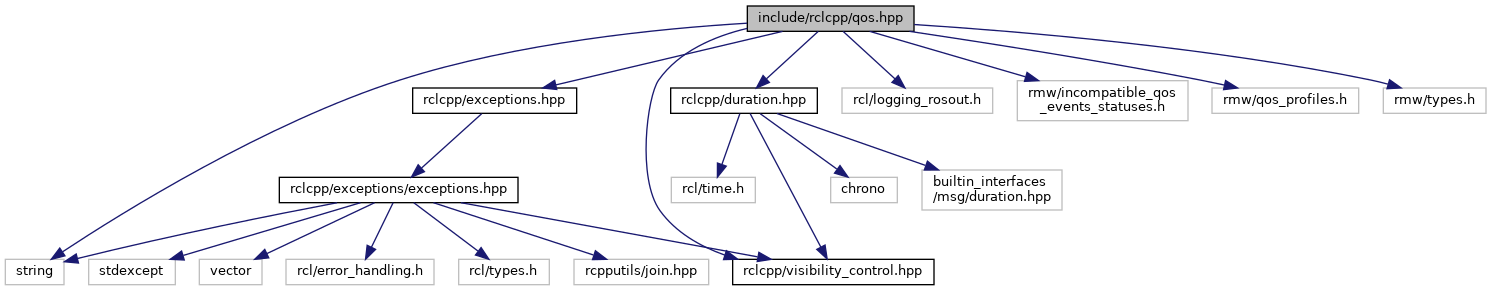 include/rclcpp/qos.hpp
rclcpp/exceptions.hpp
rclcpp/duration.hpp
rcl/logging_rosout.h
rmw/incompatible_qos
_events_statuses.h
rmw/qos_profiles.h
rmw/types.h
rclcpp/exceptions/exceptions.hpp
rcl/time.h
chrono
builtin_interfaces
/msg/duration.hpp
string
stdexcept
vector
rcl/error_handling.h
rcl/types.h
rcpputils/join.hpp
rclcpp/visibility_control.hpp